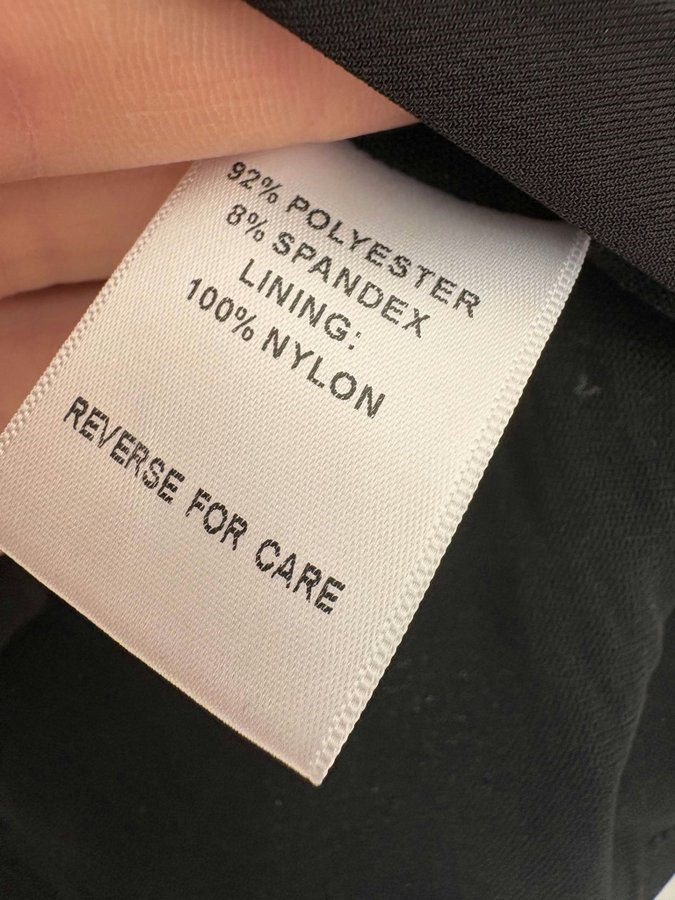 92% POLYESTER
8% SPANDEX
LINING:
100% NYLON
REVERSE FOR CARE